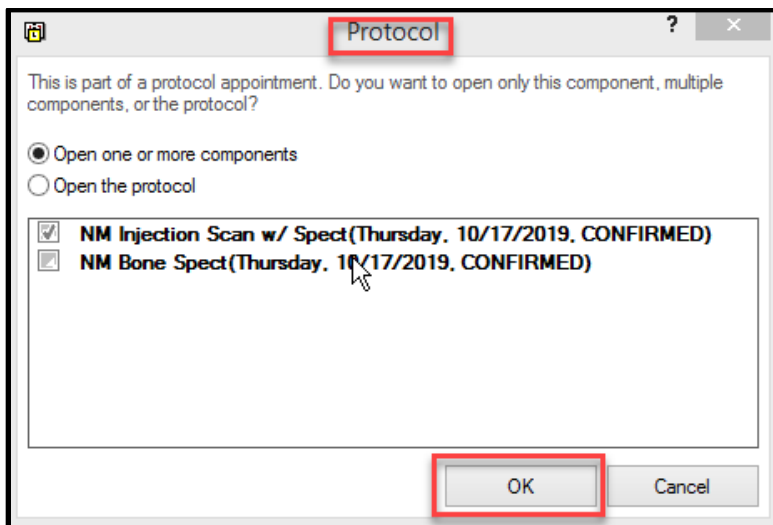 Protocol
?
This is part of a protocol appointment. Do you want to open only this component, multiple
components, or the protocol?
Open one or more components
Open the protocol
NM Injection Scan w/ Spect(Thursday, 10/17/2019, CONFIRMED)
NM Bone Spect(Thursday, 10/17/2019, CONFIRMED)
OK
Cancel